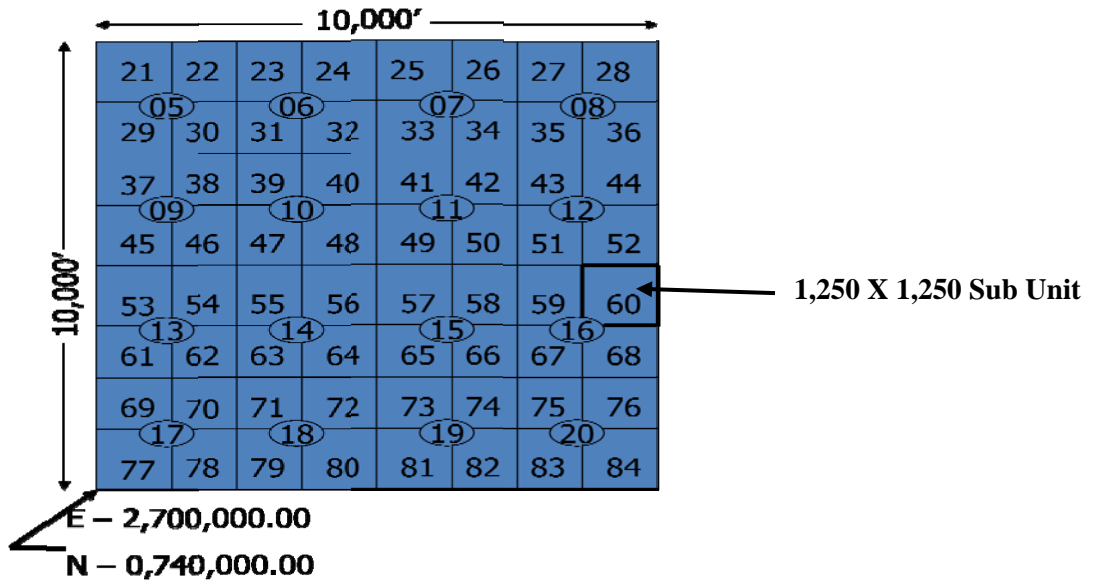 10,000′
21 22 23 24 25 26 27 28
05 06 07 08
29 30 31 32 33 34 35 36
37 38 39 40 41 42 43 44
09 10 11 12
45 46 47 48 49 50 51 52
10,000′
1,250 X 1,250 Sub Unit
53 54 55 56 57 58 59 60
13 14 15 16
61 62 63 64 65 66 67 68
69 70 71 72 73 74 75 76
17 18 19 20
77 78 79 80 81 82 83 84
E – 2,700,000.00
N – 0,740,000.00